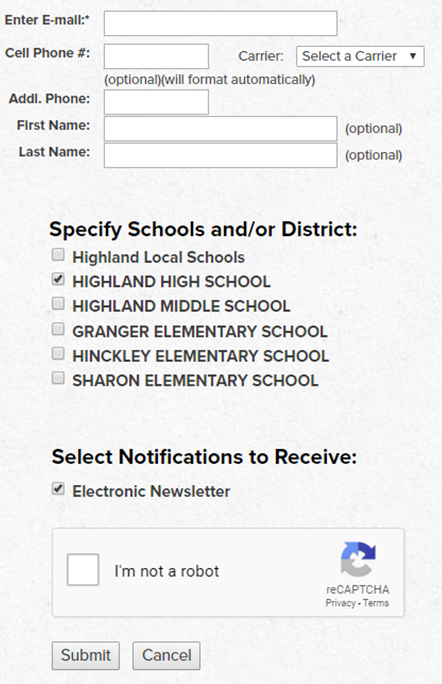 Enter E-mail:*
Cell Phone #: Carrier: Select a Carrier
(optional)(will format automatically)
Addl. Phone:
First Name: (optional)
Last Name: (optional)
Specify Schools and/or District:
Highland Local Schools
HIGHLAND HIGH SCHOOL
HIGHLAND MIDDLE SCHOOL
GRANGER ELEMENTARY SCHOOL
HINCKLEY ELEMENTARY SCHOOL
SHARON ELEMENTARY SCHOOL
Select Notifications to Receive:
Electronic Newsletter
I'm not a robot
reCAPTCHA
Privacy - Terms
Submit Cancel